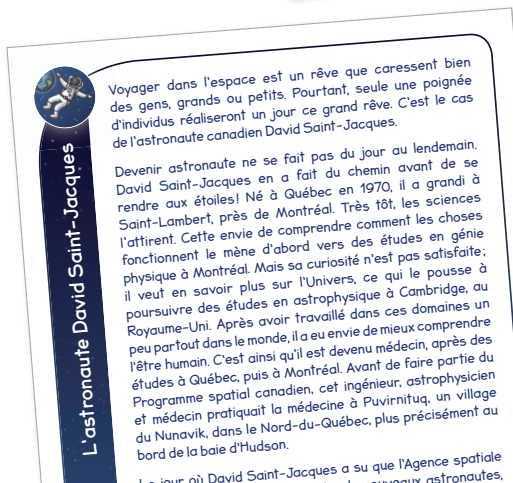 L'astronaute David Saint-Jacques
Voyager dans l'espace est un rêve que caressent bien
des gens, grands ou petits. Pourtant, seule une poignée
d'individus réaliseront un jour ce grand rêve. C'est le cas
de l'astronaute canadien David Saint-Jacques.
Devenir astronaute ne se fait pas du jour au lendemain.
David Saint-Jacques en a fait du chemin avant de se
rendre aux étoiles! Né à Québec en 1970, il a grandi à
Saint-Lambert, près de Montréal. Très tôt, les sciences
l'attirent. Cette envie de comprendre comment les choses
fonctionnent le mène d'abord vers des études en génie
physique à Montréal. Mais sa curiosité n'est pas satisfaite;
il veut en savoir plus sur l'Univers, ce qui le pousse à
poursuivre des études en astrophysique à Cambridge, au
Royaume-Uni. Après avoir travaillé dans ces domaines un
peu partout dans le monde, il a eu envie de mieux comprendre
l'être humain. C'est ainsi qu'il est devenu médecin, après des
études à Québec, puis à Montréal. Avant de faire partie du
Programme spatial canadien, cet ingénieur, astrophysicien
et médecin pratiquait la médecine à Puvirnituq, un village
du Nunavik, dans le Nord-du-Québec, plus précisément au
bord de la baie d'Hudson.
jour où David Saint-Jacques a su que l'Agence spatiale
nouveaux astronautes,